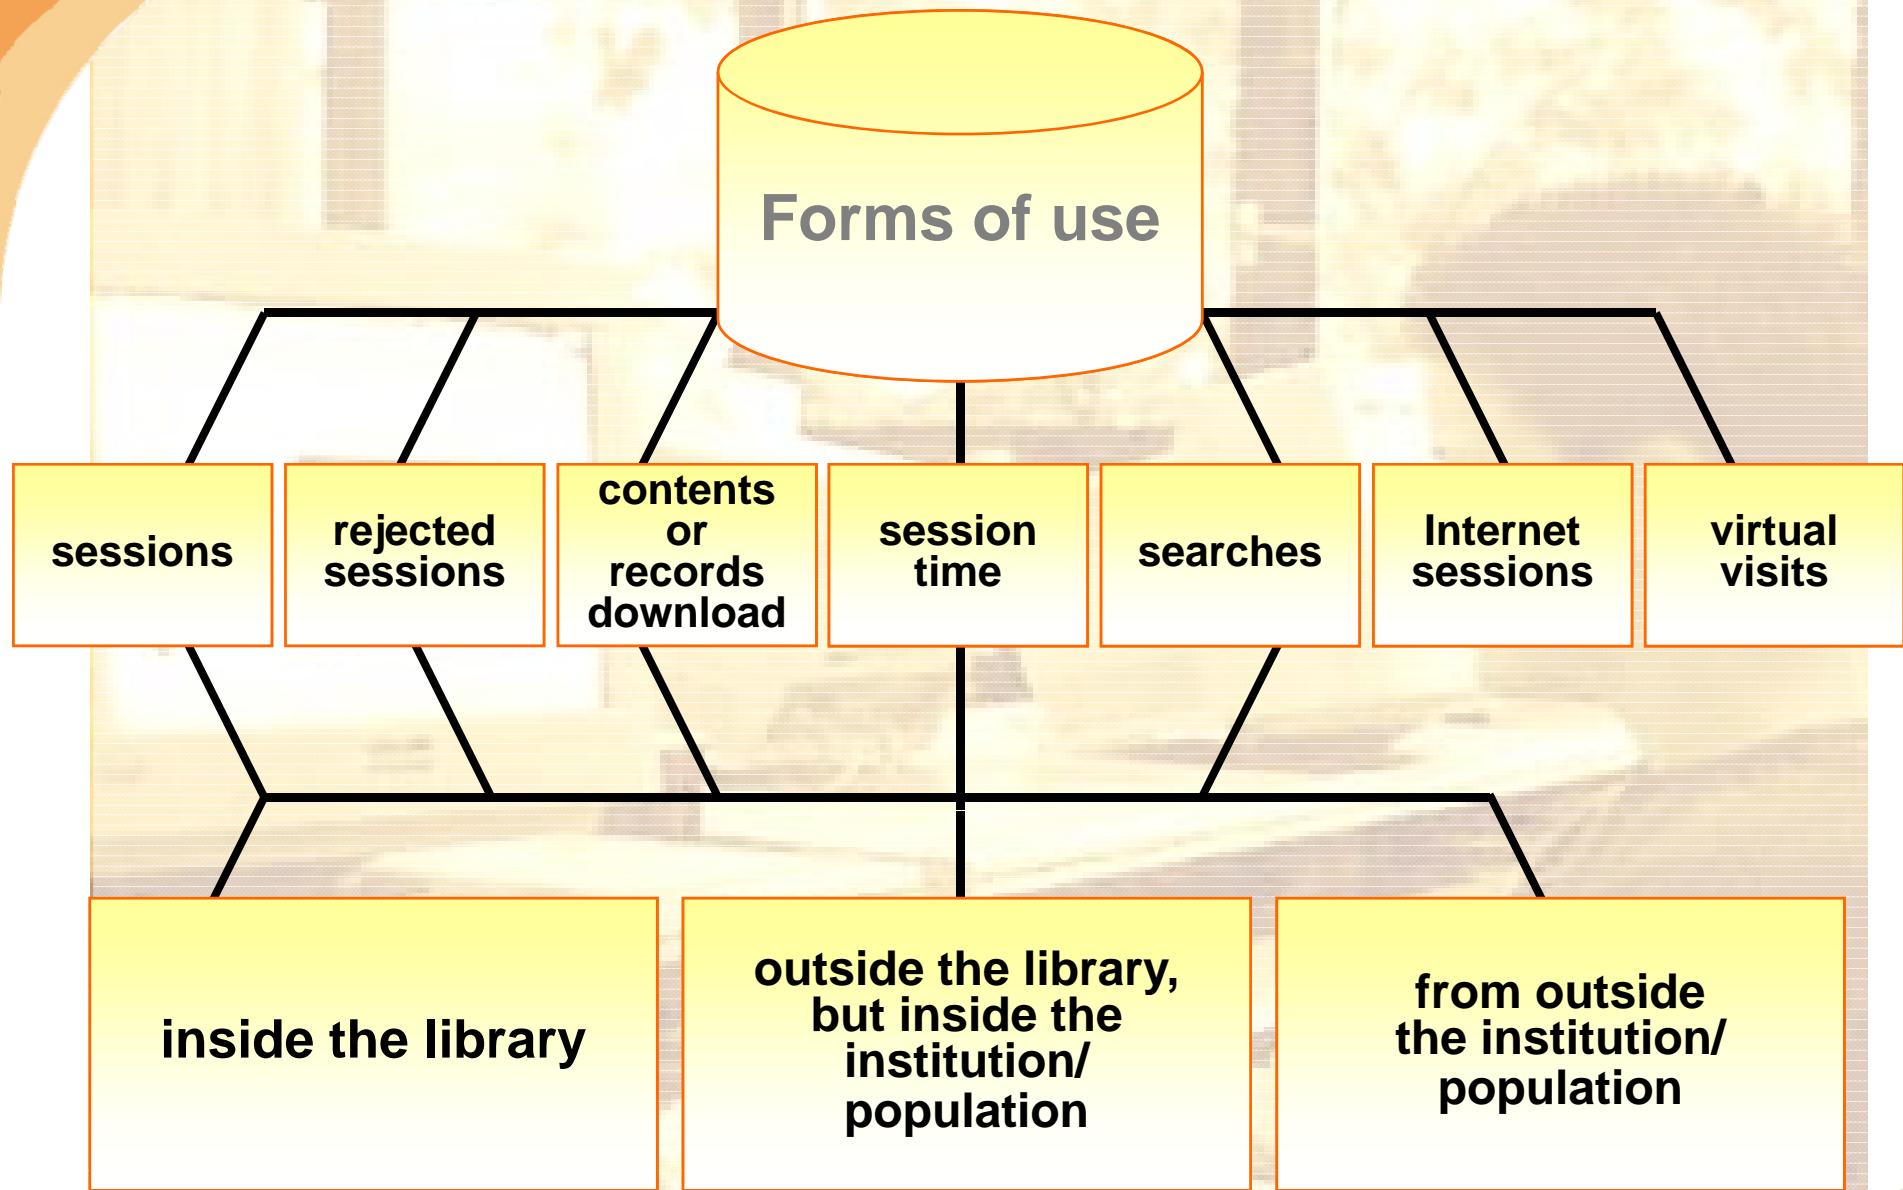 Forms of use
sessions
rejected
sessions
contents
or
records
download
session
time
searches
Internet
sessions
virtual
visits
inside the library
outside the library,
but inside the
institution/
population
from outside
the institution/
population